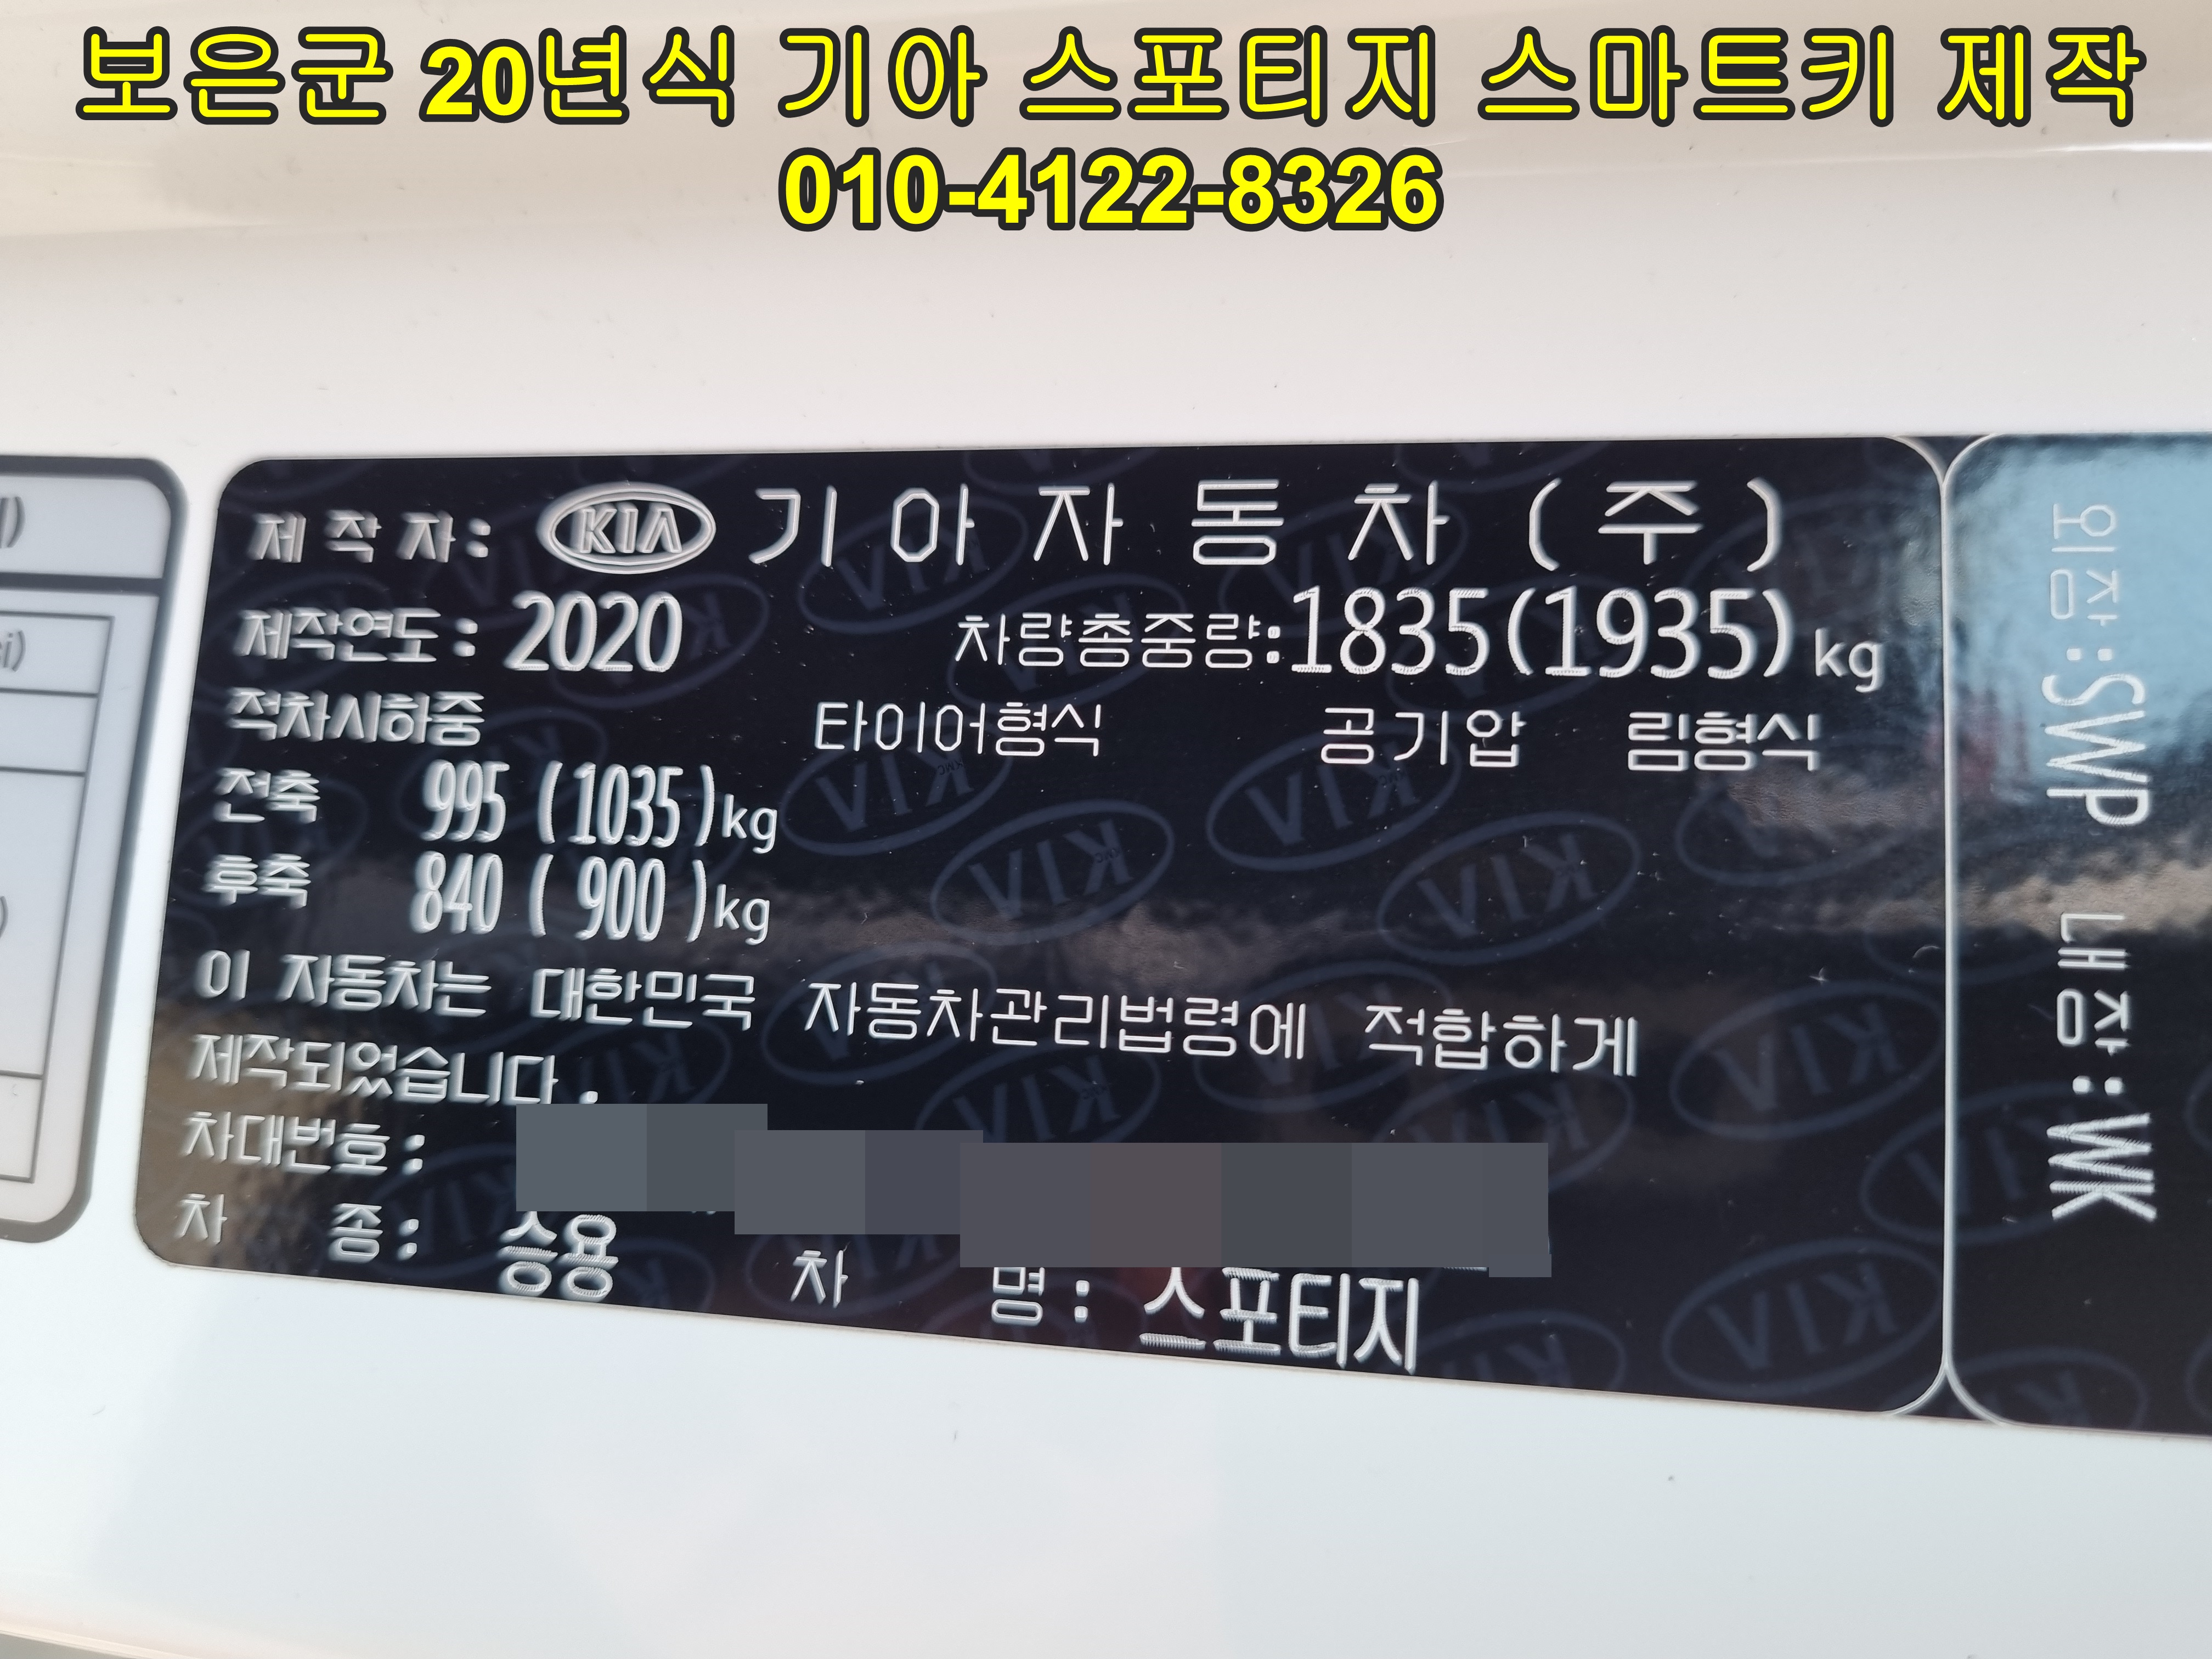 보은군 20년식 기아 스포티지 스마트키 제작
010-4122-8326
제작자: KIA 기아자동차(주)
제작연도: 2020 차량총중량:1835(1935)kg
적차시하중 타이어형식 공기압 림형식
전축 995 (1035)kg
후축 840 ( 900 )kg
이 자동차는 대한민국 자동차관리법령에 적합하게
제작되었습니다.
차대번호:
차 종: 승용 차 명: 스포티지
외장:SWP 내장:WK